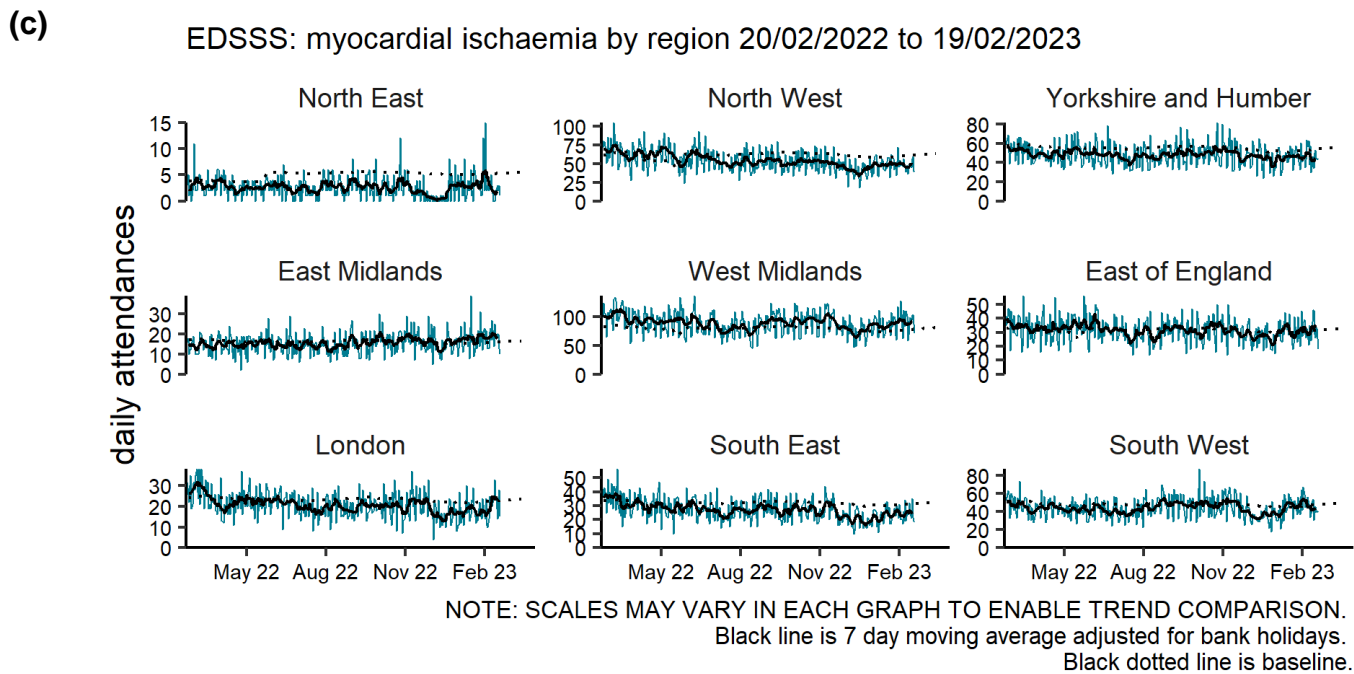 (c)
EDSSS: myocardial ischaemia by region 20/02/2022 to 19/02/2023
daily attendances
North East
15
10
5
0
North West
100
75
50
25
0
Yorkshire and Humber
80
60
40
20
0
East Midlands
30
20
10
0
West Midlands
100
50
0
East of England
50
40
30
20
10
0
London
30
20
10
0
May 22 Aug 22 Nov 22 Feb 23
South East
50
40
30
20
10
0
May 22 Aug 22 Nov 22 Feb 23
South West
80
60
40
20
0
May 22 Aug 22 Nov 22 Feb 23
NOTE: SCALES MAY VARY IN EACH GRAPH TO ENABLE TREND COMPARISON.
Black line is 7 day moving average adjusted for bank holidays.
Black dotted line is baseline.